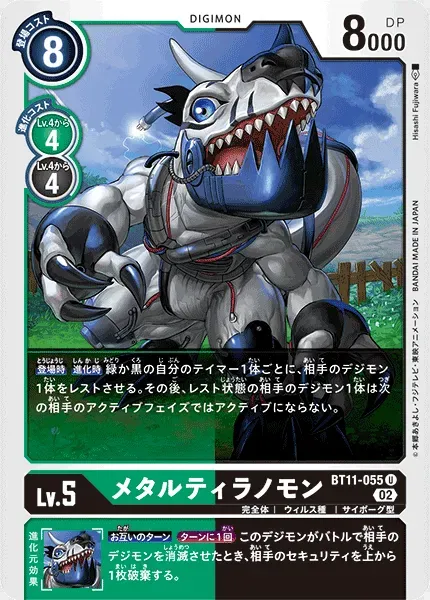 登場コスト
8
DIGIMON
DP
8000
進化コスト
Lv.4から
4
Lv.4から
4
Hisashi Fujiwara
BANDAI MADE IN JAPAN
© 本郷あきよし・フジテレビ・東映アニメーション
登場時 進化時 緑か黒の自分のテイマー1体ごとに、相手のデジモン
1体をレストさせる。その後、レスト状態の相手のデジモン1体は次
の相手のアクティブフェイズではアクティブにならない。
Lv.5
メタルティラノモン
BT11-055 U
02
完全体 | ウィルス種 | サイボーグ型
進化元効果
お互いのターン ターンに1回 このデジモンがバトルで相手の
デジモンを消滅させたとき、相手のセキュリティを上から
1枚破棄する。